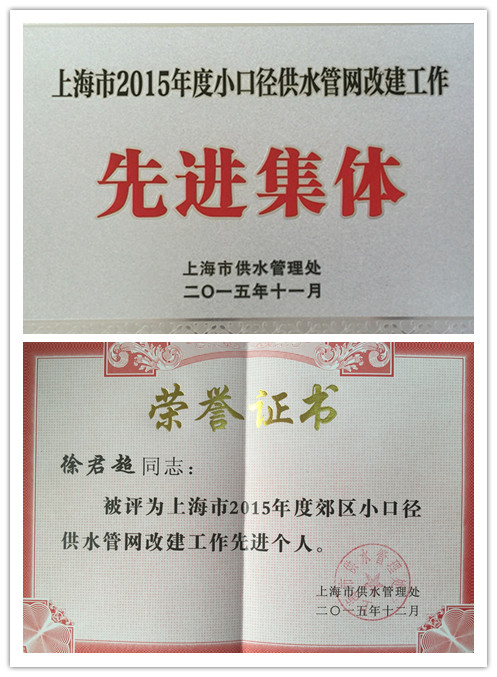 上海市2015年度小口径供水管网改建工作
先进集体
上海市供水管理处
二〇一五年十一月
荣誉证书
徐君超同志：
被评为上海市2015年度郊区小口径
供水管网改建工作先进个人。
上海市供水管理处
二〇一五年十二月